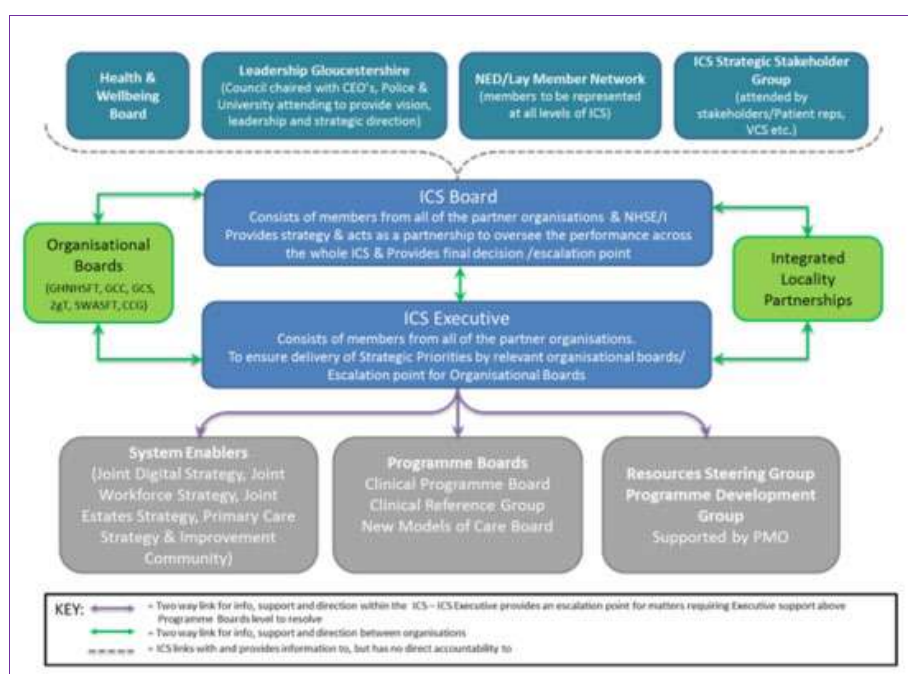 Health &
Wellbeing
Board
Leadership Gloucestershire
(Council chaired with CEO's, Police &
University attending to provide vision,
leadership and strategic direction)
NED/Lay Member Network
(members to be represented
at all levels of ICS)
ICS Strategic Stakeholder
Group
(attended by
stakeholders/Patient reps,
VCS etc.)
ICS Board
Consists of members from all of the partner organisations & NHSE/I
Provides strategy & acts as a partnership to oversee the performance across
the whole ICS & Provides final decision /escalation point
Organisational
Boards
(GHNHSFT, GCC, GCS,
2gT, SWASFT, CCG)
Integrated
Locality
Partnerships
ICS Executive
Consists of members from all of the partner organisations.
To ensure delivery of Strategic Priorities by relevant organisational boards/
Escalation point for Organisational Boards
System Enablers
(Joint Digital Strategy, Joint
Workforce Strategy, Joint
Estates Strategy, Primary Care
Strategy & Improvement
Community)
Programme Boards
Clinical Programme Board
Clinical Reference Group
New Models of Care Board
Resources Steering Group
Programme Development
Group
Supported by PMO
KEY:
= Two way link for info, support and direction within the ICS – ICS Executive provides an escalation point for matters requiring Executive support above
Programme Boards level to resolve
= Two way link for info, support and direction between organisations
= ICS links with and provides information to, but has no direct accountability to